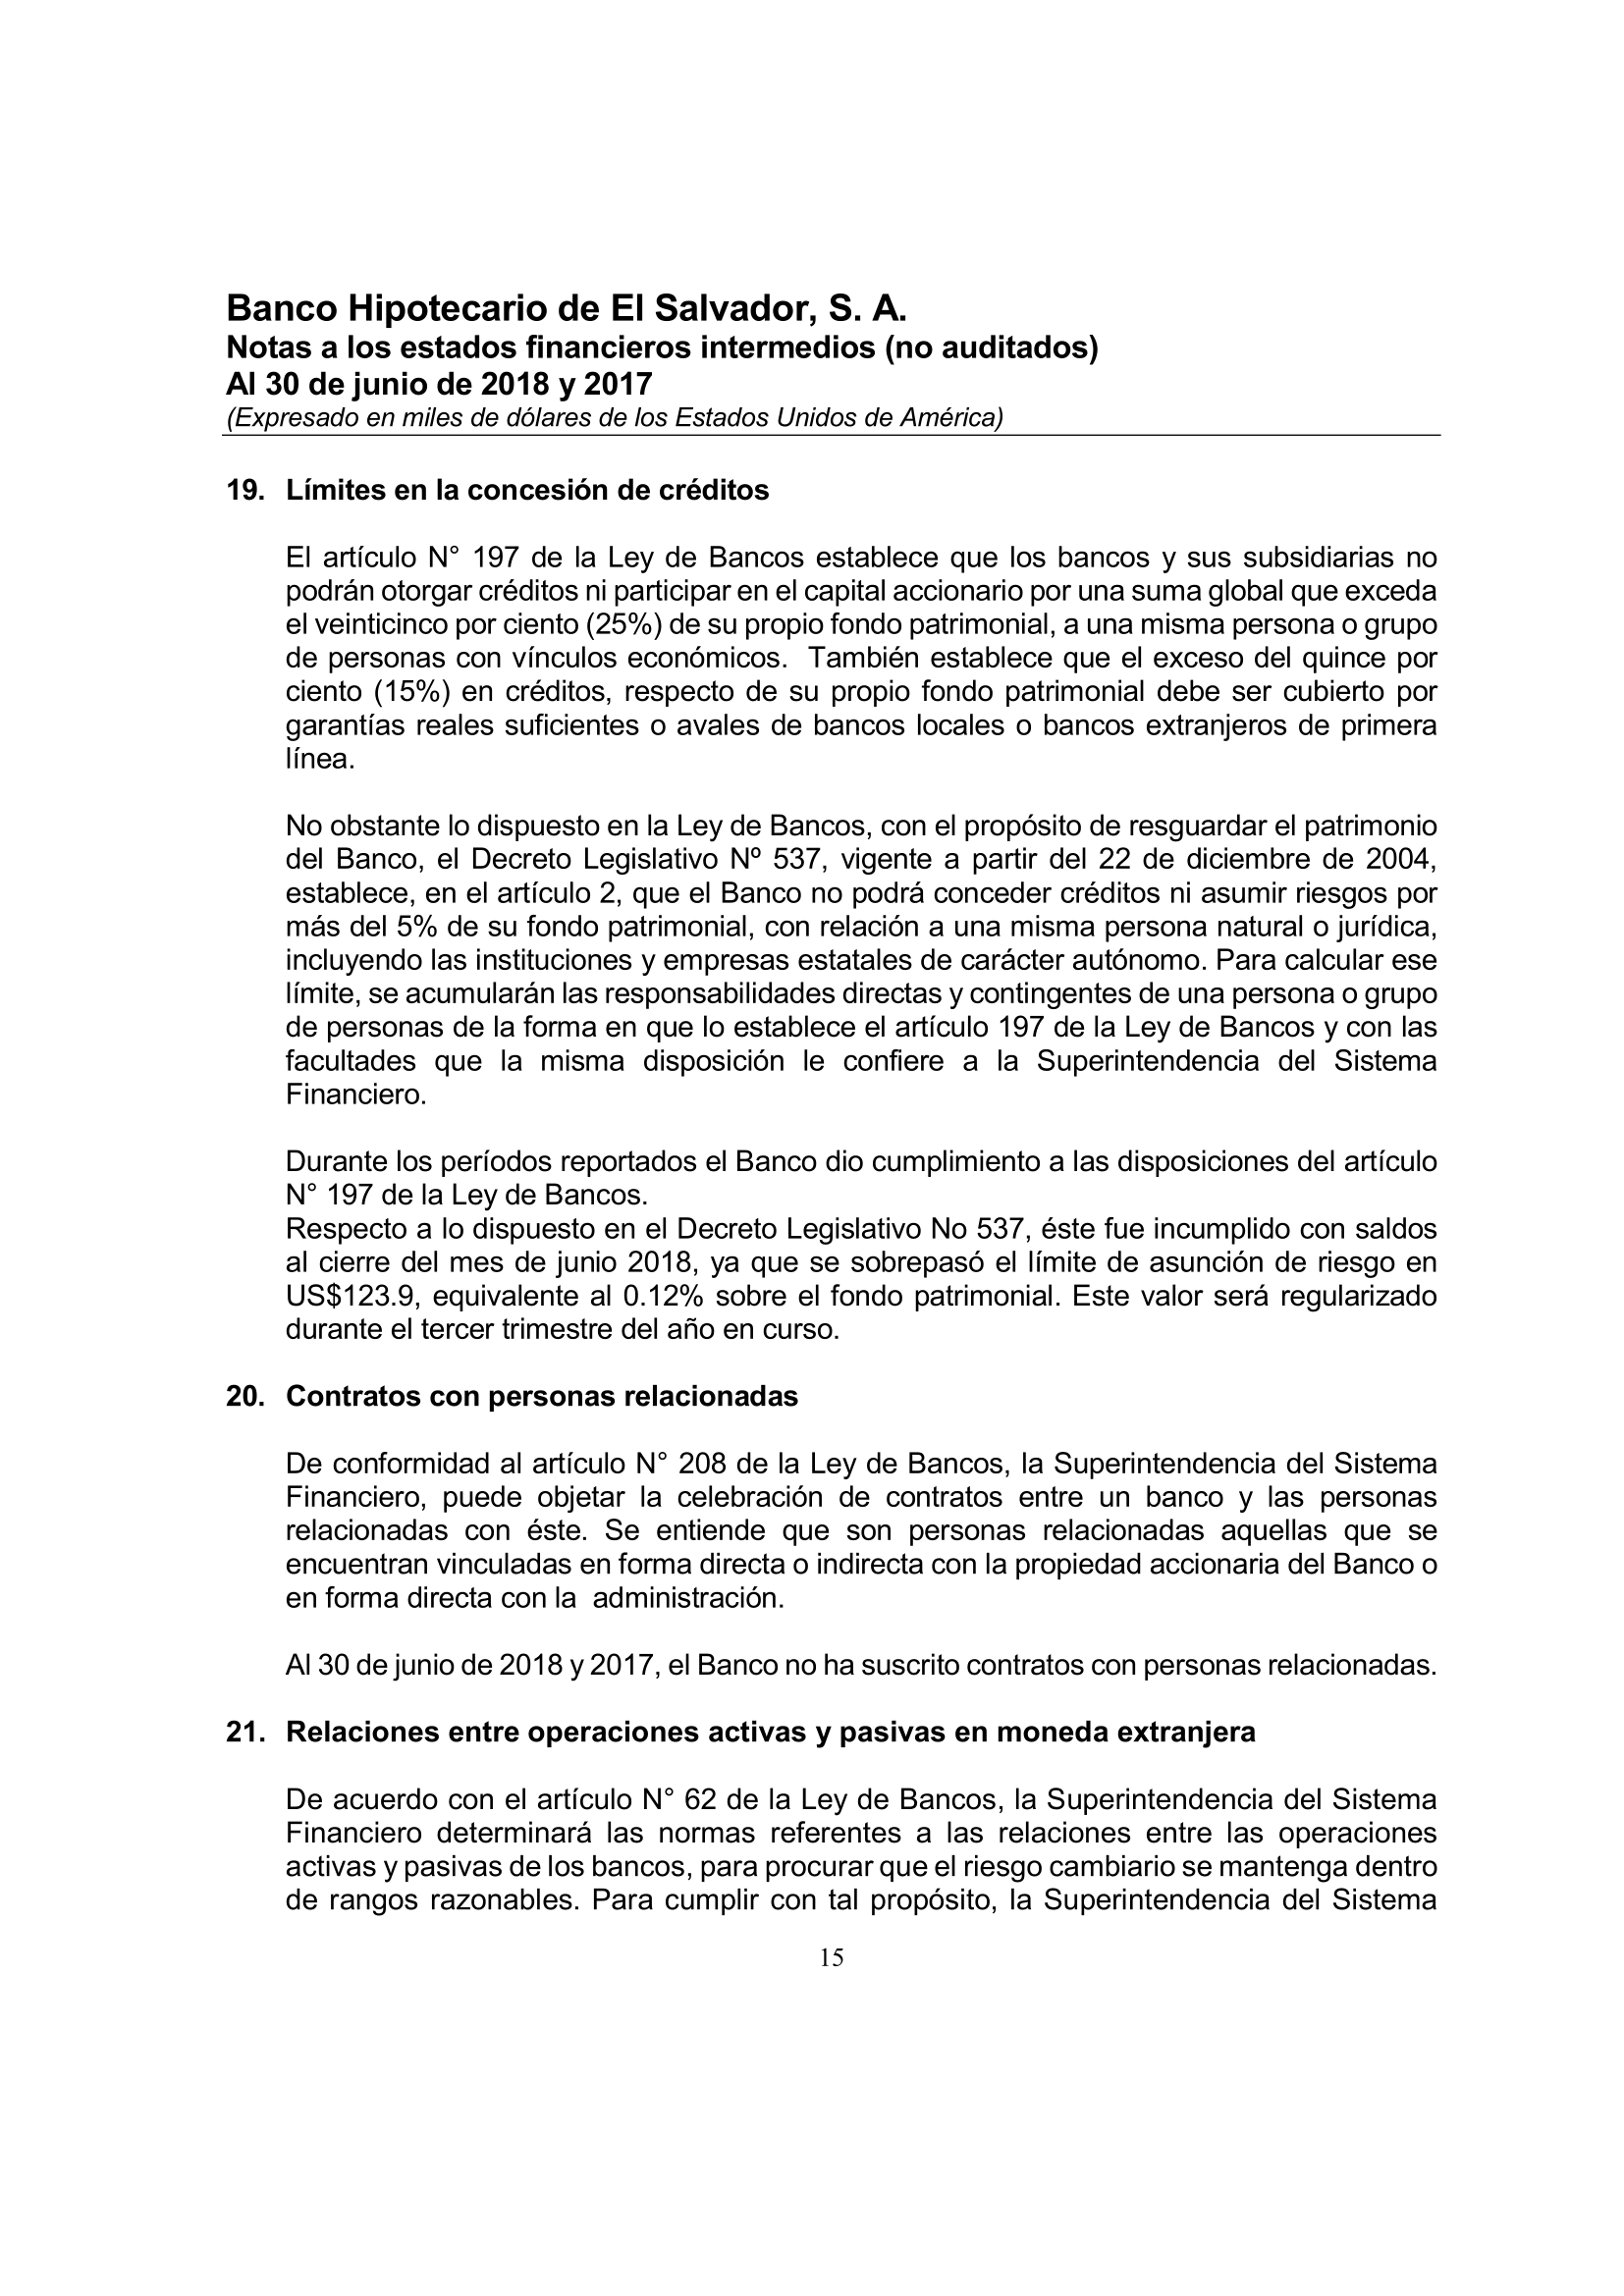 Banco Hipotecario de El Salvador, S. A.
Notas a los estados financieros intermedios (no auditados)
Al 30 de junio de 2018 y 2017
(Expresado en miles de dólares de los Estados Unidos de América)
19. Límites en la concesión de créditos
El artículo N° 197 de la Ley de Bancos establece que los bancos y sus subsidiarias no
podrán otorgar créditos ni participar en el capital accionario por una suma global que exceda
el veinticinco por ciento (25%) de su propio fondo patrimonial, a una misma persona o grupo
de personas con vínculos económicos.  También establece que el exceso del quince por
ciento (15%) en créditos, respecto de su propio fondo patrimonial debe ser cubierto por
garantías reales suficientes o avales de bancos locales o bancos extranjeros de primera
línea.
No obstante lo dispuesto en la Ley de Bancos, con el propósito de resguardar el patrimonio
del Banco, el Decreto Legislativo Nº 537, vigente a partir del 22 de diciembre de 2004,
establece, en el artículo 2, que el Banco no podrá conceder créditos ni asumir riesgos por
más del 5% de su fondo patrimonial, con relación a una misma persona natural o jurídica,
incluyendo las instituciones y empresas estatales de carácter autónomo. Para calcular ese
límite, se acumularán las responsabilidades directas y contingentes de una persona o grupo
de personas de la forma en que lo establece el artículo 197 de la Ley de Bancos y con las
facultades que la misma disposición le confiere a la Superintendencia del Sistema
Financiero.
Durante los períodos reportados el Banco dio cumplimiento a las disposiciones del artículo
N° 197 de la Ley de Bancos.
Respecto a lo dispuesto en el Decreto Legislativo No 537, éste fue incumplido con saldos
al cierre del mes de junio 2018, ya que se sobrepasó el límite de asunción de riesgo en
US$123.9, equivalente al 0.12% sobre el fondo patrimonial. Este valor será regularizado
durante el tercer trimestre del año en curso.
20. Contratos con personas relacionadas
De conformidad al artículo N° 208 de la Ley de Bancos, la Superintendencia del Sistema
Financiero, puede objetar la celebración de contratos entre un banco y las personas
relacionadas con éste. Se entiende que son personas relacionadas aquellas que se
encuentran vinculadas en forma directa o indirecta con la propiedad accionaria del Banco o
en forma directa con la  administración.
Al 30 de junio de 2018 y 2017, el Banco no ha suscrito contratos con personas relacionadas.
21. Relaciones entre operaciones activas y pasivas en moneda extranjera
De acuerdo con el artículo N° 62 de la Ley de Bancos, la Superintendencia del Sistema
Financiero determinará las normas referentes a las relaciones entre las operaciones
activas y pasivas de los bancos, para procurar que el riesgo cambiario se mantenga dentro
de rangos razonables. Para cumplir con tal propósito, la Superintendencia del Sistema
15